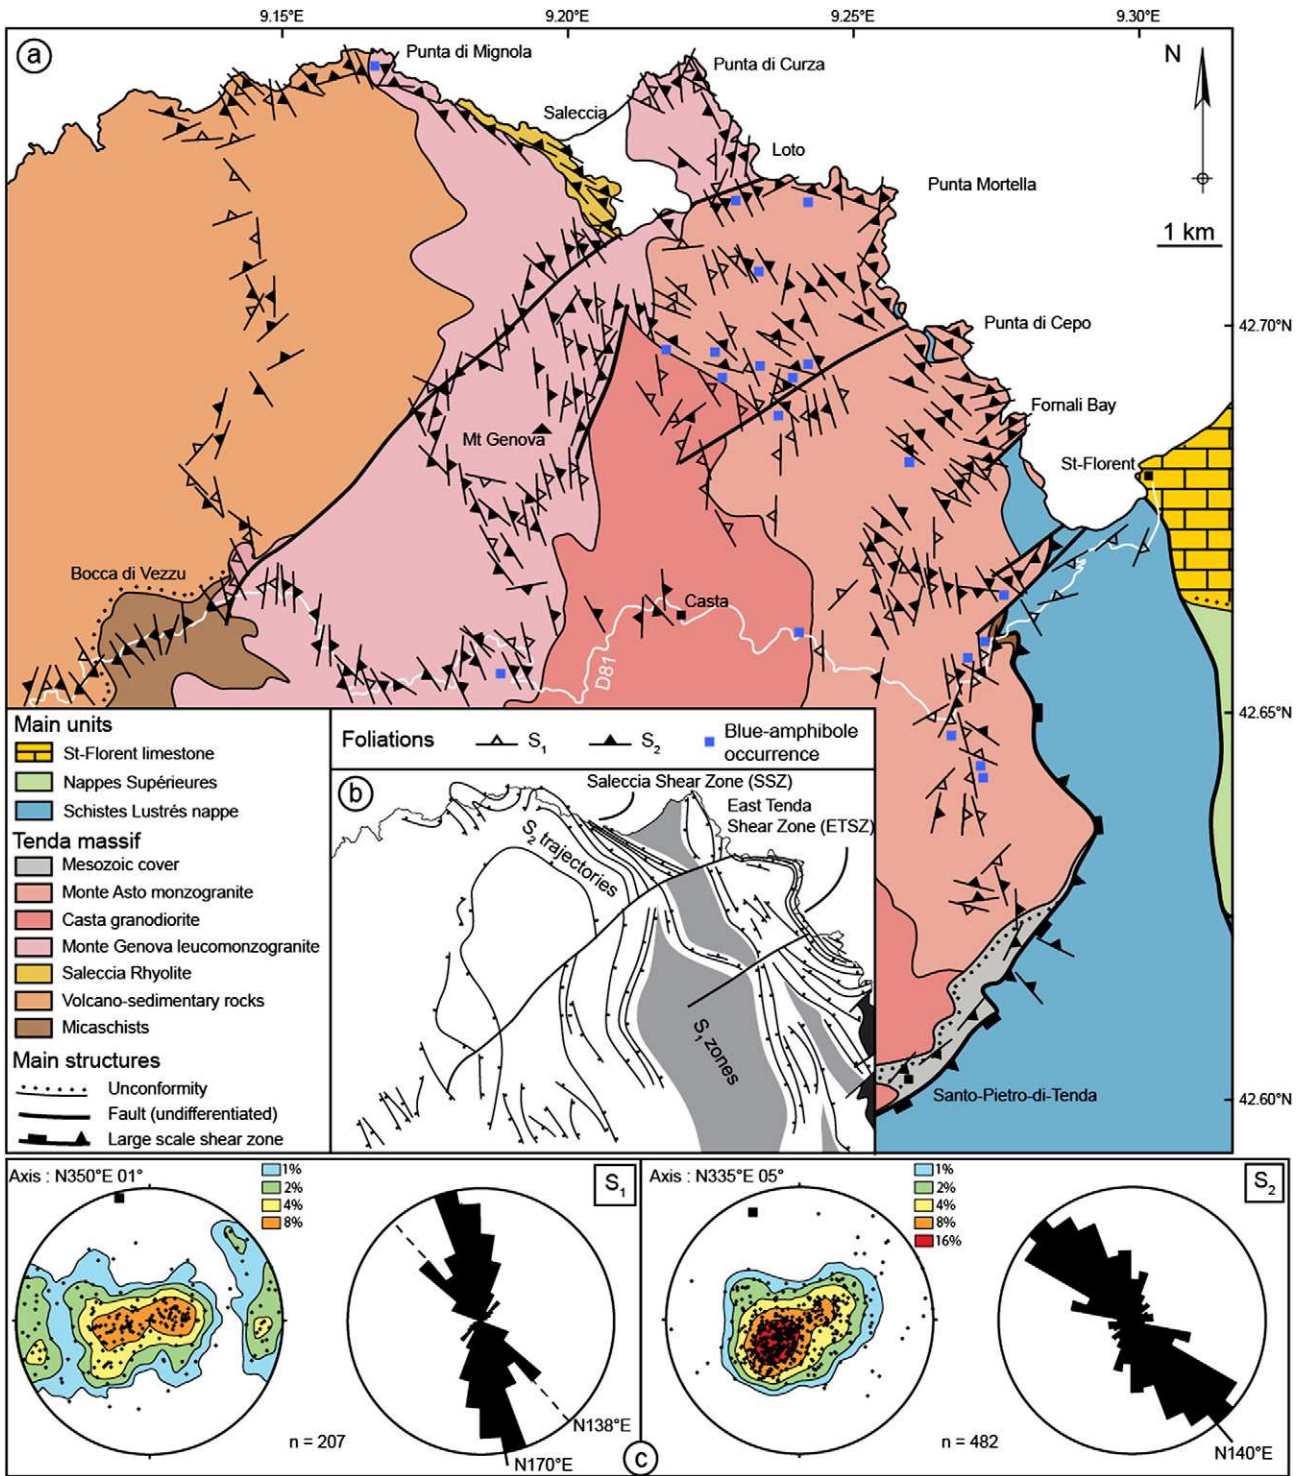 9.15°E
9.20°E
9.25°E
9.30°E
a
Punta di Mignola
Punta di Curza
N
Saleccia
Loto
Punta Mortella
1 km
Punta di Cepo
42.70°N
Fornali Bay
Mt Genova
St-Florent
Bocca di Vezzu
Casta
D81
42.65°N
Main units
St-Florent limestone
Nappes Supérieures
Schistes Lustrés nappe
Tenda massif
Mesozoic cover
Monte Asto monzogranite
Casta granodiorite
Monte Genova leucomonzogranite
Saleccia Rhyolite
Volcano-sedimentary rocks
Micaschists
Main structures
Unconformity
Fault (undifferentiated)
Large scale shear zone
Foliations
S1
S2
Blue-amphibole
occurrence
b
Saleccia Shear Zone (SSZ)
East Tenda
Shear Zone (ETSZ)
S2 trajectories
S1 zones
Santo-Pietro-di-Tenda
42.60°N
Axis : N350°E 01°
1%
2%
4%
8%
S1
n = 207
N138°E
N170°E
c
Axis : N335°E 05°
1%
2%
4%
8%
16%
S2
n = 482
N140°E